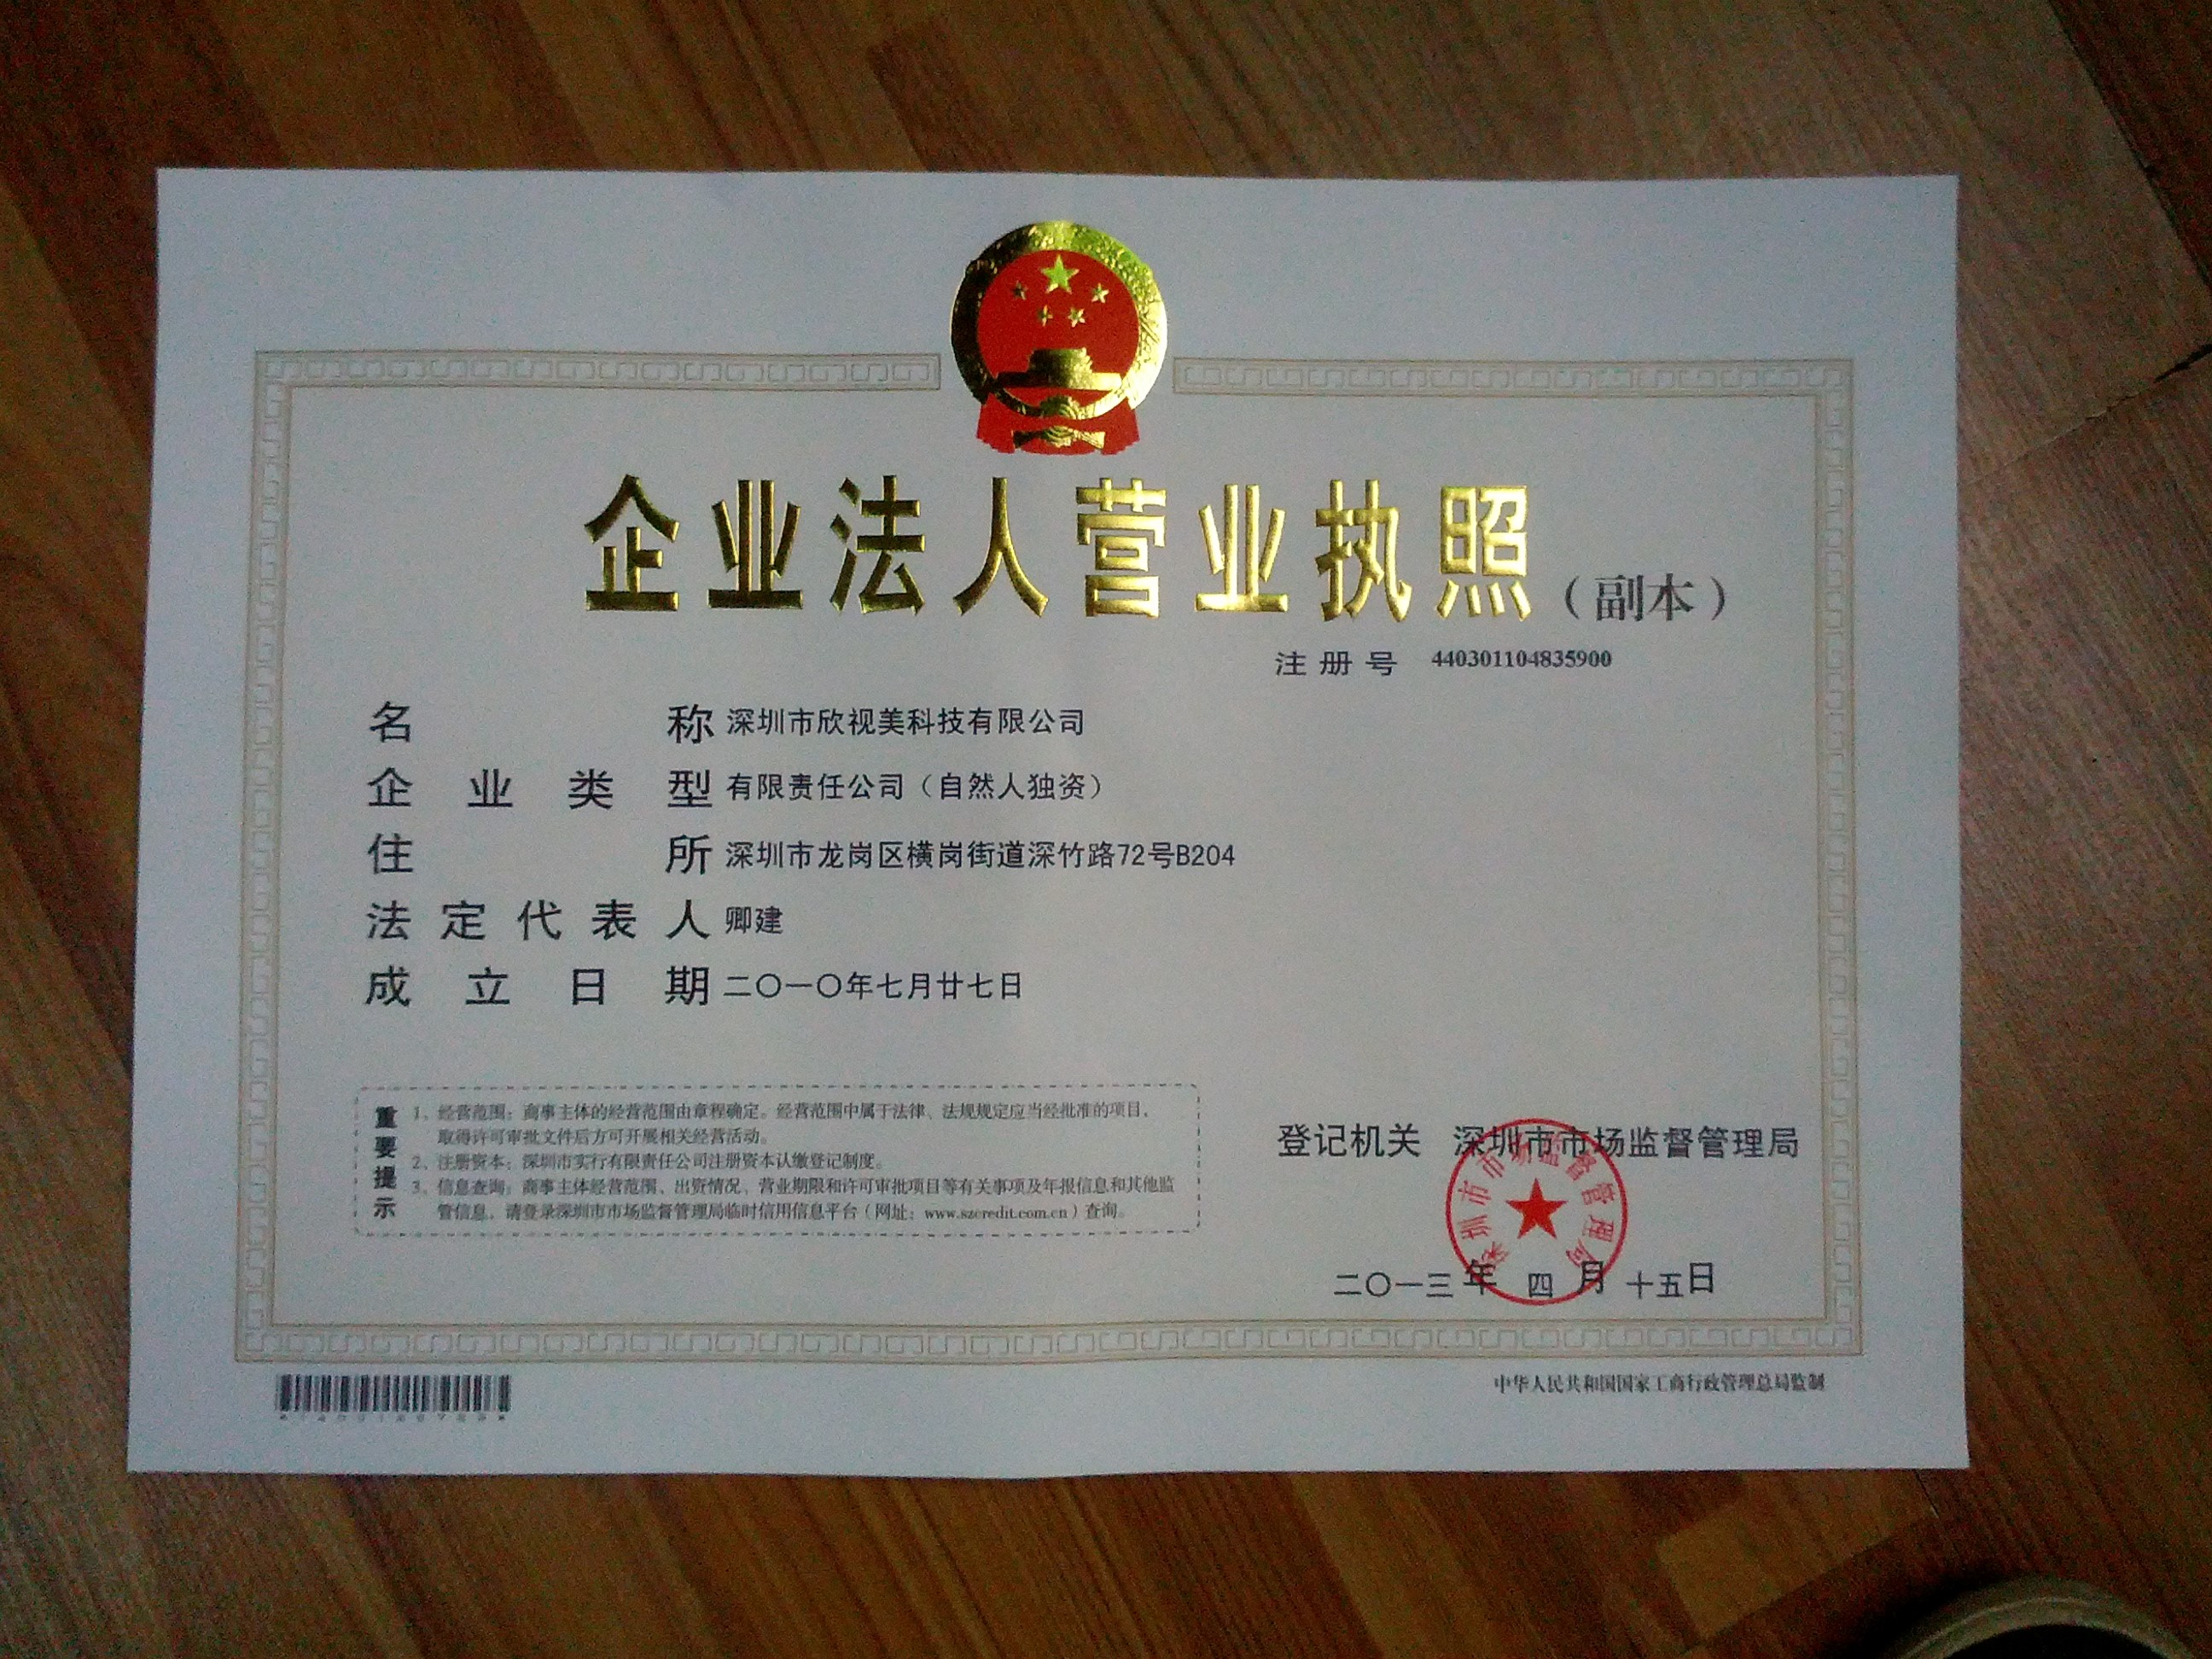 企业法人营业执照（副本）
注册号 440301104835900
名称 深圳市欣视美科技有限公司
企业类型 有限责任公司（自然人独资）
住所 深圳市龙岗区横岗街道深竹路72号B204
法定代表人 卿建
成立日期 二〇一〇年七月廿七日
重要提示
1、经营范围：商事主体的经营范围由章程确定。经营范围中属于法律、法规规定应当经批准的项目，
取得许可审批文件后方可开展相关经营活动。
2、注册资本：深圳市实行有限责任公司注册资本认缴登记制度。
3、信息查询：商事主体经营范围、出资情况、营业期限和许可审批项目等有关事项及年报信息和其他监
管信息，请登录深圳市市场监督管理局临时信用信息平台（网址：www.szcredit.com.cn）查询。
登记机关 深圳市市场监督管理局
深圳市市场监督管理局
二〇一三年四月十五日
中华人民共和国国家工商行政管理总局监制